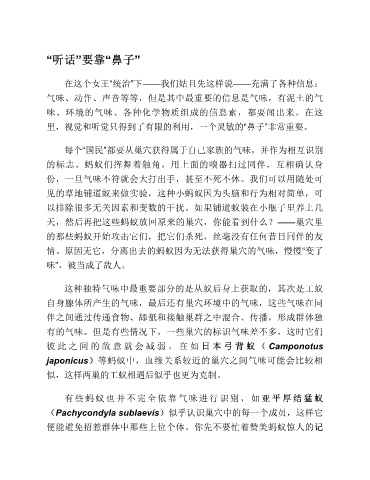 “听话”要靠“鼻子”
在这个女王“统治”下——我们姑且先这样说——充满了各种信息：
气味、动作、声音等等，但是其中最重要的信息是气味，有泥土的气
味、环境的气味、各种化学物质组成的信息素，都要闻出来。在这
里，视觉和听觉只得到了有限的利用，一个灵敏的“鼻子”非常重要。
每个“国民”都要从巢穴获得属于自己家族的气味，并作为相互识别
的标志。蚂蚁们挥舞着触角，用上面的嗅器扫过同伴，互相确认身
份，一旦气味不符就会大打出手，甚至不死不休。我们可以用随处可
见的草地铺道蚁来做实验，这种小蚂蚁因为头脑和行为相对简单，可
以排除很多无关因素和变数的干扰。如果铺道蚁装在小瓶了里养上几
天，然后再把这些蚂蚁放回原来的巢穴，你能看到什么？——巢穴里
的那些蚂蚁开始攻击它们，把它们杀死，丝毫没有任何昔日同伴的友
情。原因无它，分离出去的蚂蚁因为无法获得巢穴的气味，慢慢“变了
味”，被当成了敌人。
这种独特气味中最重要部分的是从蚁后身上获取的，其次是工蚁
自身腺体所产生的气味，最后还有巢穴环境中的气味，这些气味在同
伴之间通过传递食物、舔舐和接触巢群之中混合、传播，形成群体独
有的气味。但是有些情况下，一些巢穴的标识气味差不多，这时它们
彼此之间的敌意就会减弱。在如日本弓背蚁（Camponotus
japonicus）等蚂蚁中，血缘关系较近的巢穴之间气味可能会比较相
似，这样两巢的工蚁相遇后似乎也更为克制。
有些蚂蚁也并不完全依靠气味进行识别，如亚平厚结猛蚁
（Pachycondyla sublaevis）似乎认识巢穴中的每一个成员，这样它
便能避免招惹群体中那些上位个体。你先不要忙着赞美蚂蚁惊人的记